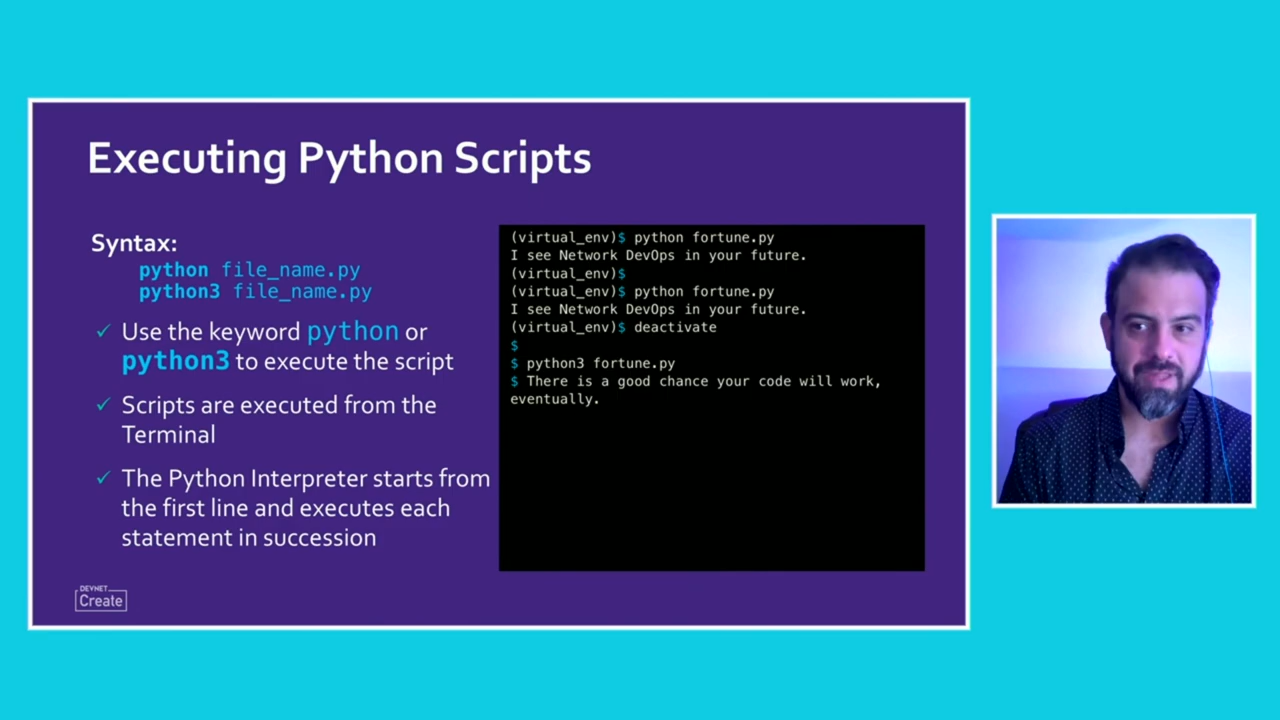 Executing Python Scripts
Syntax:
python file_name.py
python3 file_name.py
✓ Use the keyword python or
python3 to execute the script
✓ Scripts are executed from the
Terminal
✓ The Python Interpreter starts from
the first line and executes each
statement in succession
(virtual_env)$ python fortune.py
I see Network DevOps in your future.
(virtual_env)$
(virtual_env)$ python fortune.py
I see Network DevOps in your future.
(virtual_env)$ deactivate
$
$ python3 fortune.py
$ There is a good chance your code will work,
eventually.
DEVNET
Create